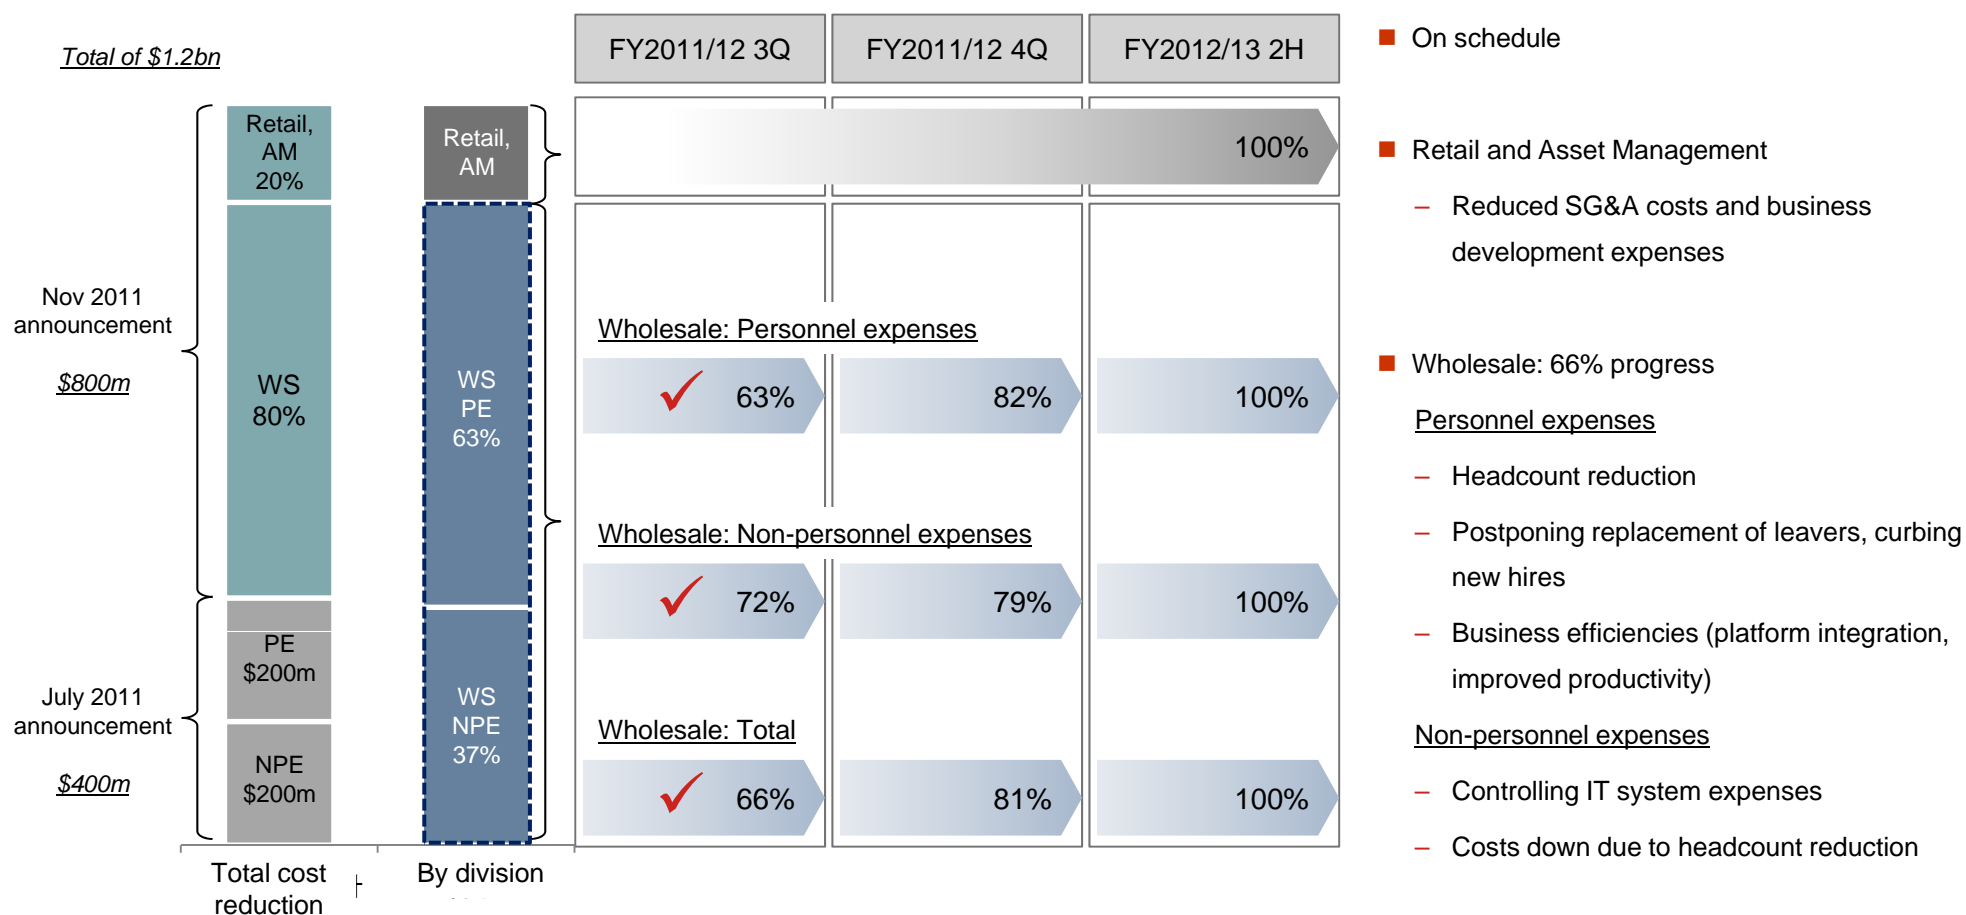 Total of $1.2bn
FY2011/12 3Q
FY2011/12 4Q
FY2012/13 2H
Retail,
AM
20%
Retail,
AM
100%
Nov 2011
announcement
$800m
WS
80%
WS
PE
63%
Wholesale: Personnel expenses
63%
82%
100%
Wholesale: Non-personnel expenses
72%
79%
100%
July 2011
announcement
$400m
PE
$200m
NPE
$200m
WS
NPE
37%
Wholesale: Total
66%
81%
100%
Total cost
reduction
By division
On schedule
Retail and Asset Management
– Reduced SG&A costs and business
development expenses
Wholesale: 66% progress
Personnel expenses
– Headcount reduction
– Postponing replacement of leavers, curbing
new hires
– Business efficiencies (platform integration,
improved productivity)
Non-personnel expenses
– Controlling IT system expenses
– Costs down due to headcount reduction